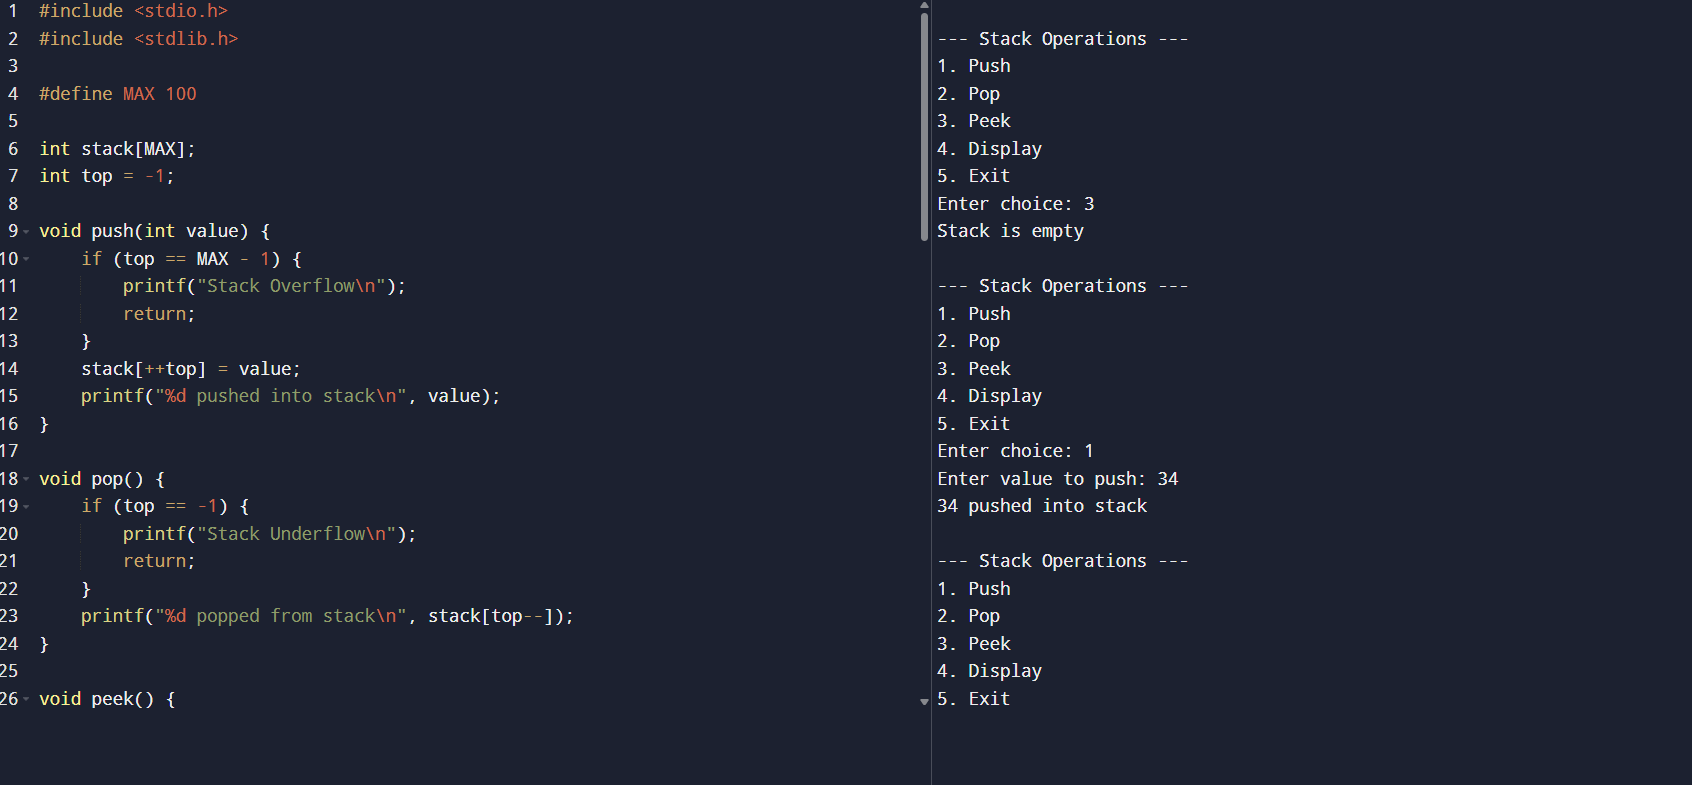 1 #include <stdio.h>
2 #include <stdlib.h>
3
4 #define MAX 100
5
6 int stack[MAX];
7 int top = -1;
8
9 void push(int value) {
10     if (top == MAX - 1) {
11         printf("Stack Overflow\n");
12         return;
13     }
14     stack[++top] = value;
15     printf("%d pushed into stack\n", value);
16 }
17
18 void pop() {
19     if (top == -1) {
20         printf("Stack Underflow\n");
21         return;
22     }
23     printf("%d popped from stack\n", stack[top--]);
24 }
25
26 void peek() {
--- Stack Operations ---
1. Push
2. Pop
3. Peek
4. Display
5. Exit
Enter choice: 3
Stack is empty

--- Stack Operations ---
1. Push
2. Pop
3. Peek
4. Display
5. Exit
Enter choice: 1
Enter value to push: 34
34 pushed into stack

--- Stack Operations ---
1. Push
2. Pop
3. Peek
4. Display
5. Exit